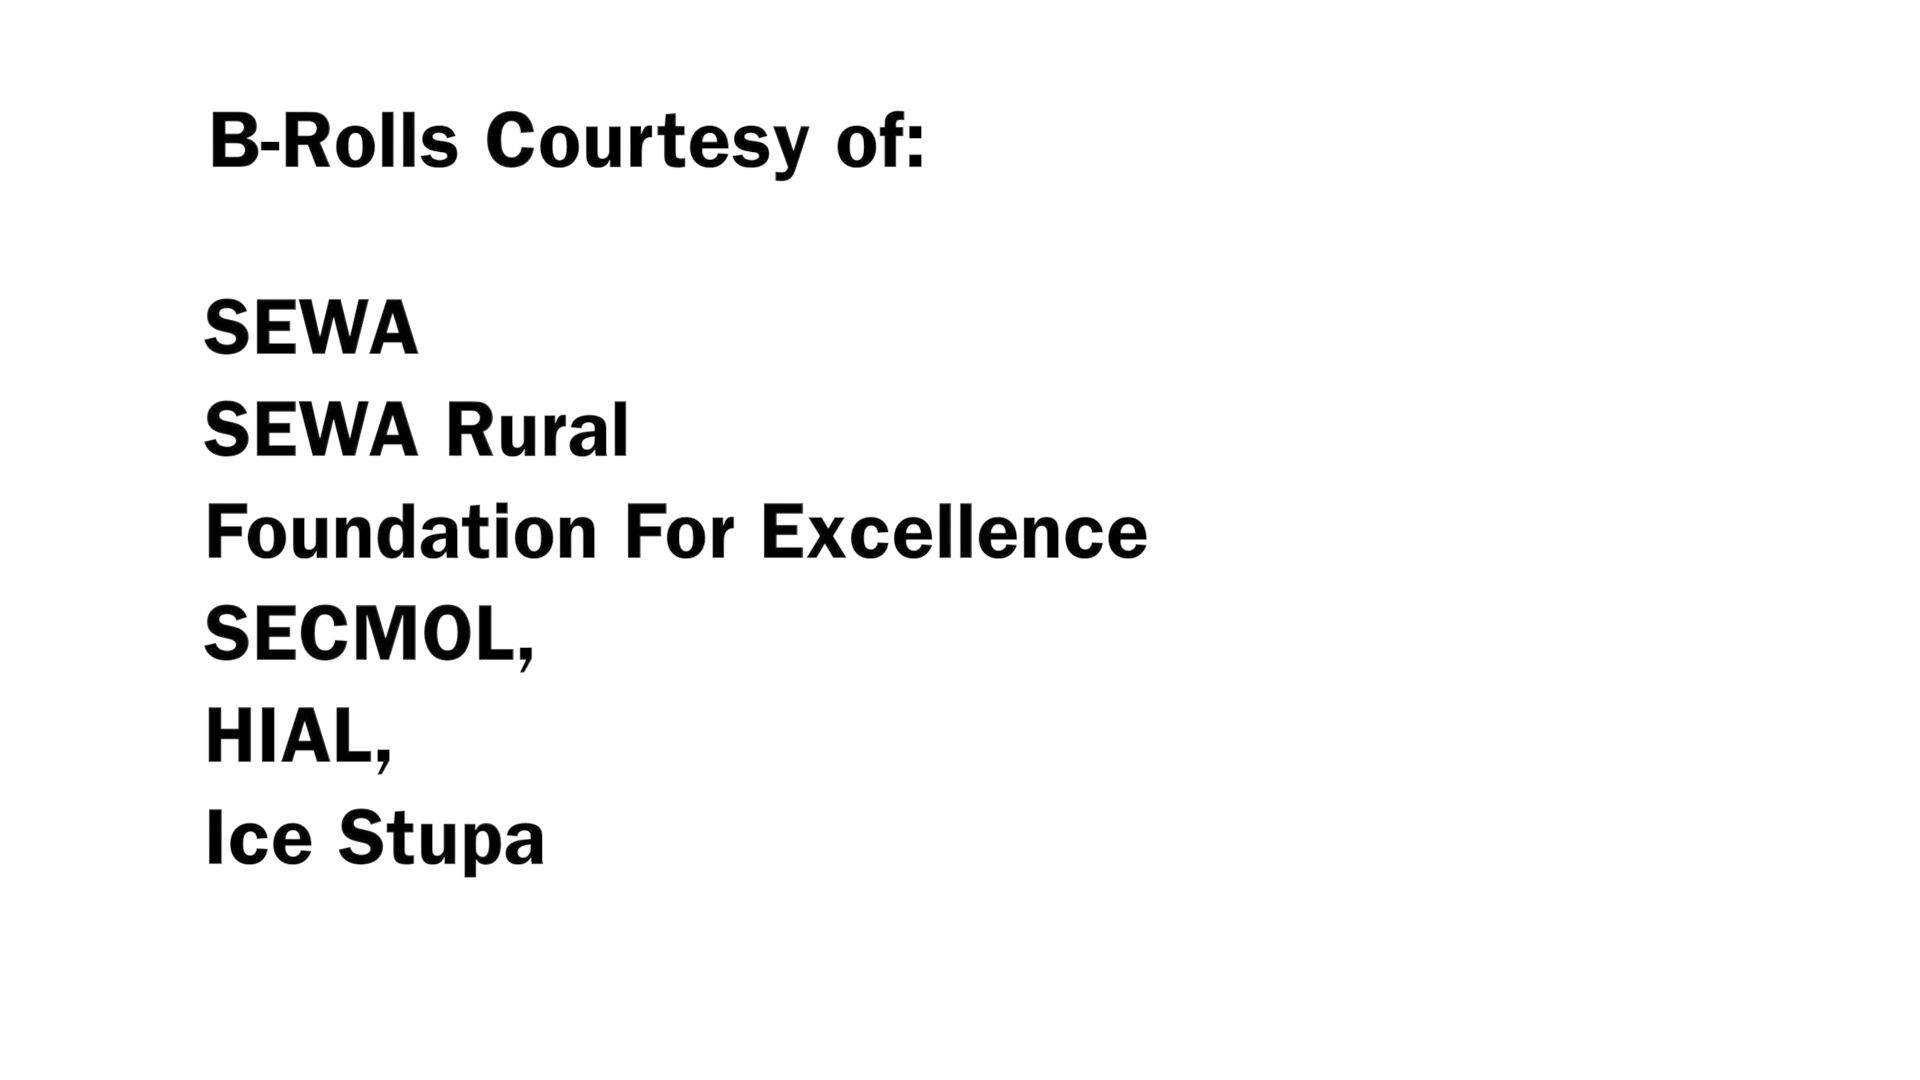 B-Rolls Courtesy of:
SEWA
SEWA Rural
Foundation For Excellence
SECMOL,
HIAL,
Ice Stupa